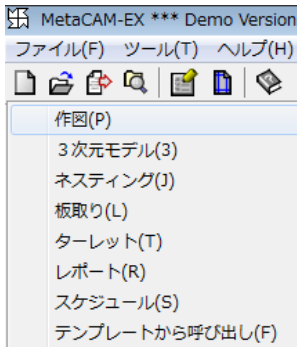 MetaCAM-EX *** Demo Version
ファイル(F) ツール(T) ヘルプ(H)
作図(P)
３次元モデル(3)
ネスティング(J)
板取り(L)
ターレット(T)
レポート(R)
スケジュール(S)
テンプレートから呼び出し(F)